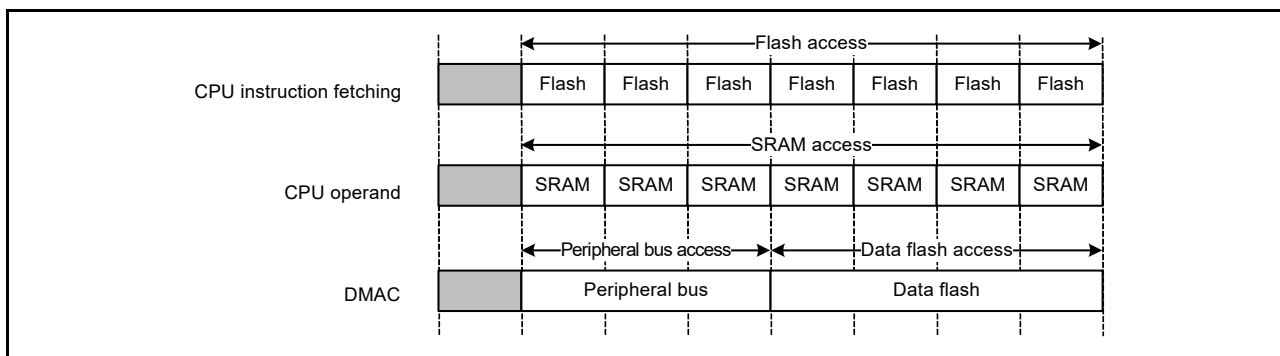 Flash access
CPU instruction fetching Flash Flash Flash Flash Flash Flash Flash
SRAM access
CPU operand SRAM SRAM SRAM SRAM SRAM SRAM SRAM
Peripheral bus access Data flash access
DMAC Peripheral bus Data flash